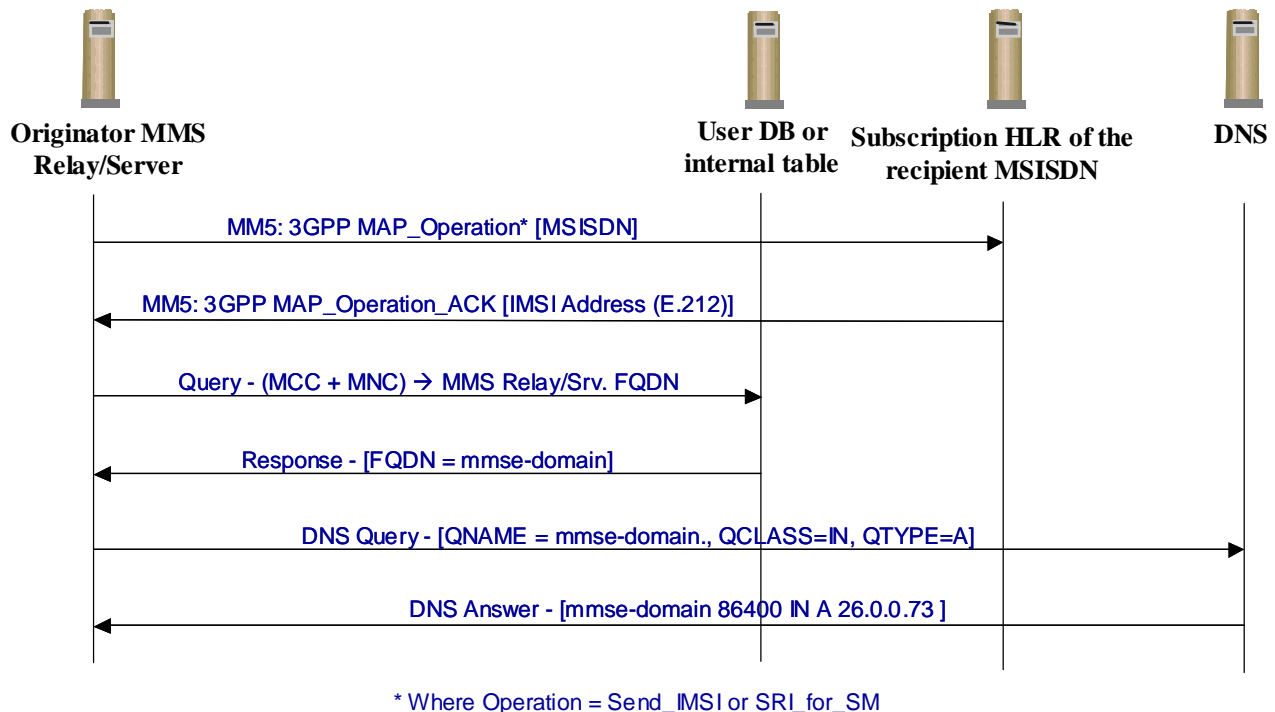 Originator MMS
Relay/Server
User DB or
internal table
Subscription HLR of the
recipient MSISDN
DNS
MM5: 3GPP MAP_Operation* [MSISDN]
MM5: 3GPP MAP_Operation_ACK [IMSI Address (E.212)]
Query - (MCC + MNC) → MMS Relay/Srv. FQDN
Response - [FQDN = mmse-domain]
DNS Query - [QNAME = mmse-domain., QCLASS=IN, QTYPE=A]
DNS Answer - [mmse-domain 86400 IN A 26.0.0.73 ]
* Where Operation = Send_IMSI or SRI_for_SM